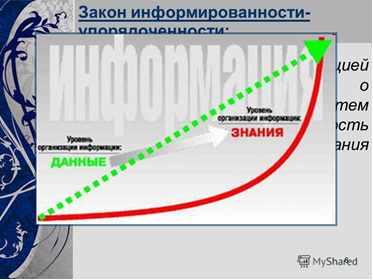 Закон информированности-
упорядоченности:
информация
цией
о
тем
Уровень
организации информации:
ЗНАНИЯ
ость
Уровень
организации информации:
ДАННЫЕ
ания
MyShared